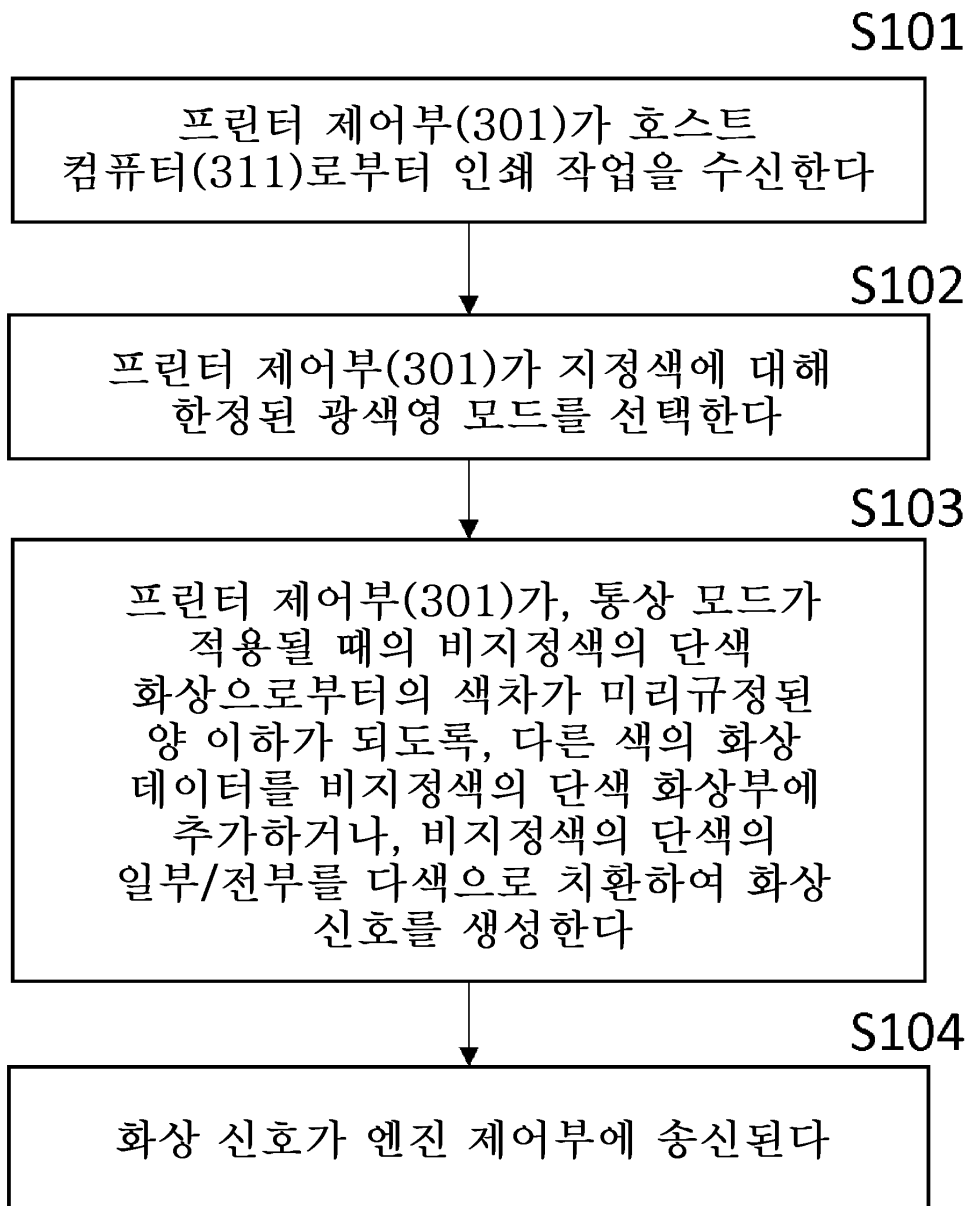 S101
프린터 제어부(301)가 호스트
컴퓨터(311)로부터 인쇄 작업을 수신한다
S102
프린터 제어부(301)가 지정색에 대해
한정된 광색영 모드를 선택한다
S103
프린터 제어부(301)가, 통상 모드가
적용될 때의 비지정색의 단색
화상으로부터의 색차가 미리규정된
양 이하가 되도록, 다른 색의 화상
데이터를 비지정색의 단색 화상부에
추가하거나, 비지정색의 단색의
일부/전부를 다색으로 치환하여 화상
신호를 생성한다
S104
화상 신호가 엔진 제어부에 송신된다